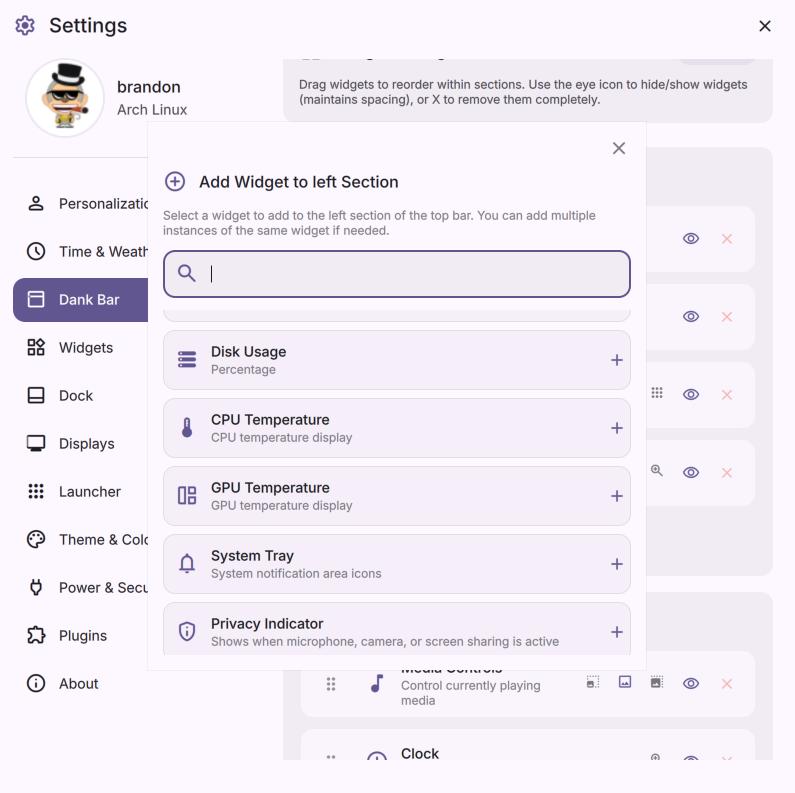 Settings
brandon
Arch Linux
Drag widgets to reorder within sections. Use the eye icon to hide/show widgets
(maintains spacing), or X to remove them completely.
Add Widget to left Section
Select a widget to add to the left section of the top bar. You can add multiple
instances of the same widget if needed.
Disk Usage
Percentage
CPU Temperature
CPU temperature display
GPU Temperature
GPU temperature display
System Tray
System notification area icons
Privacy Indicator
Shows when microphone, camera, or screen sharing is active
Personalizatio
Time & Weath
Dank Bar
Widgets
Dock
Displays
Launcher
Theme & Colo
Power & Secu
Plugins
About
Media Controls
Control currently playing
media
Clock